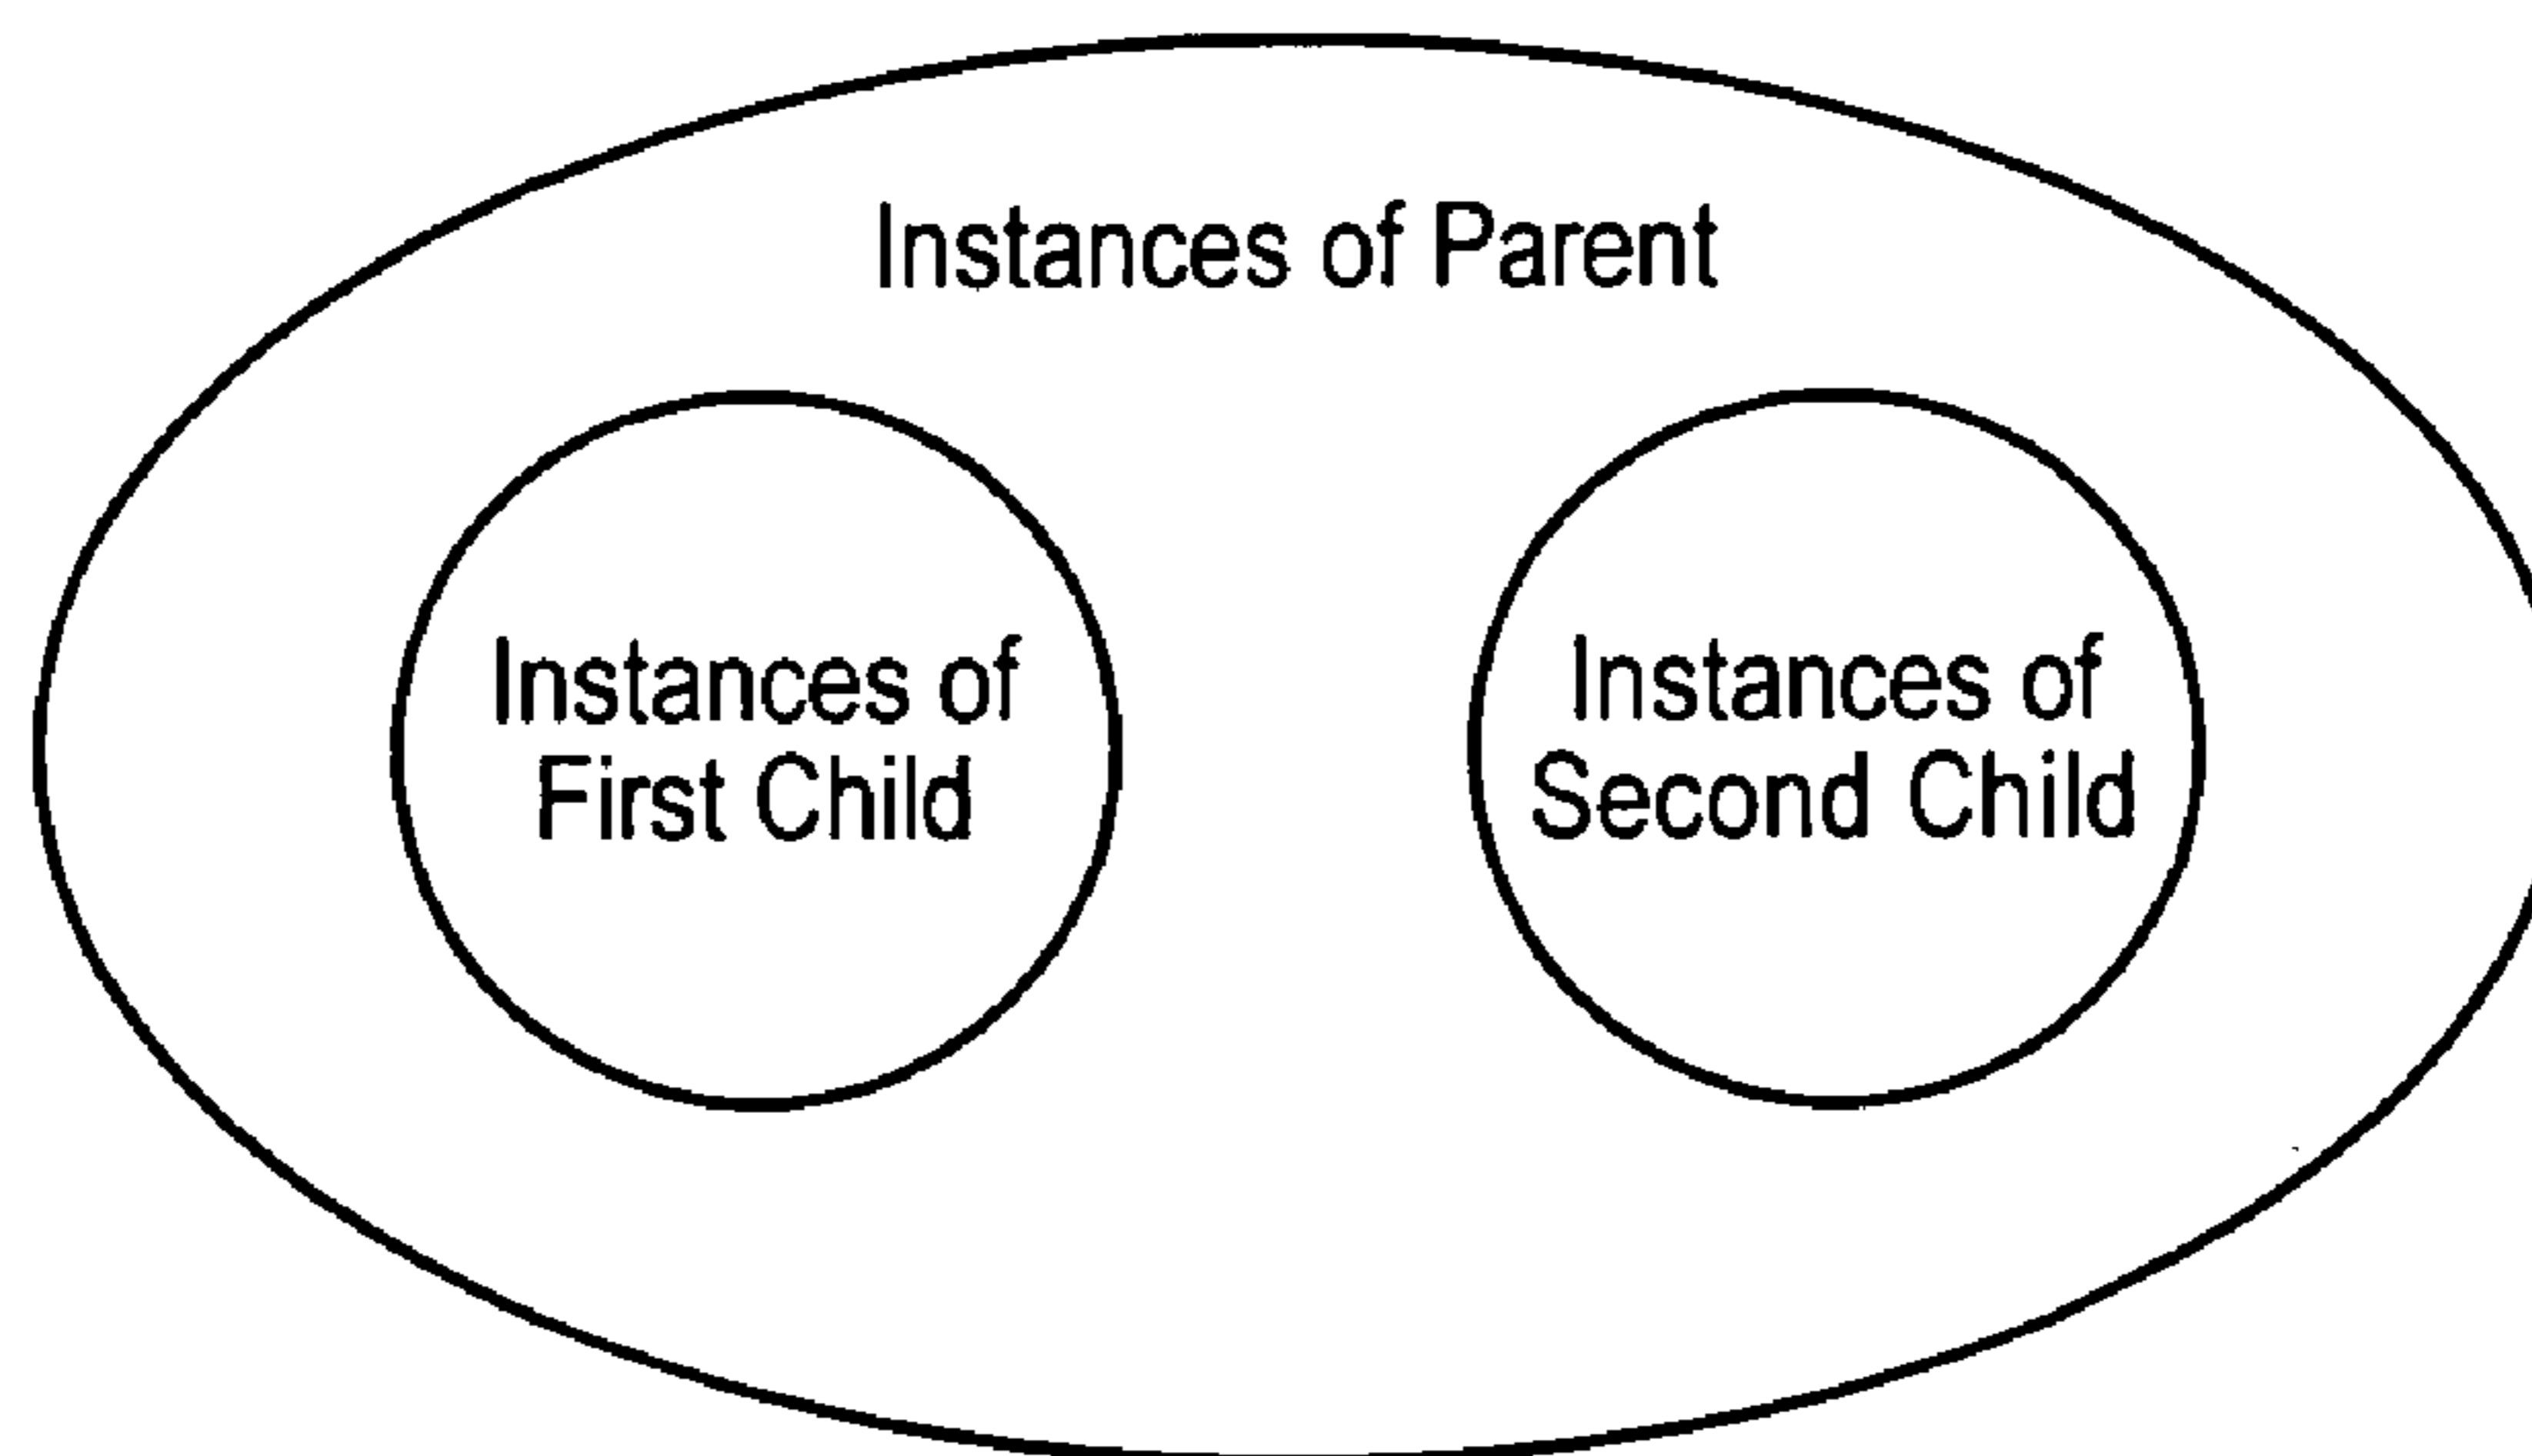 Instances of Parent
Instances of
First Child
Instances of
Second Child